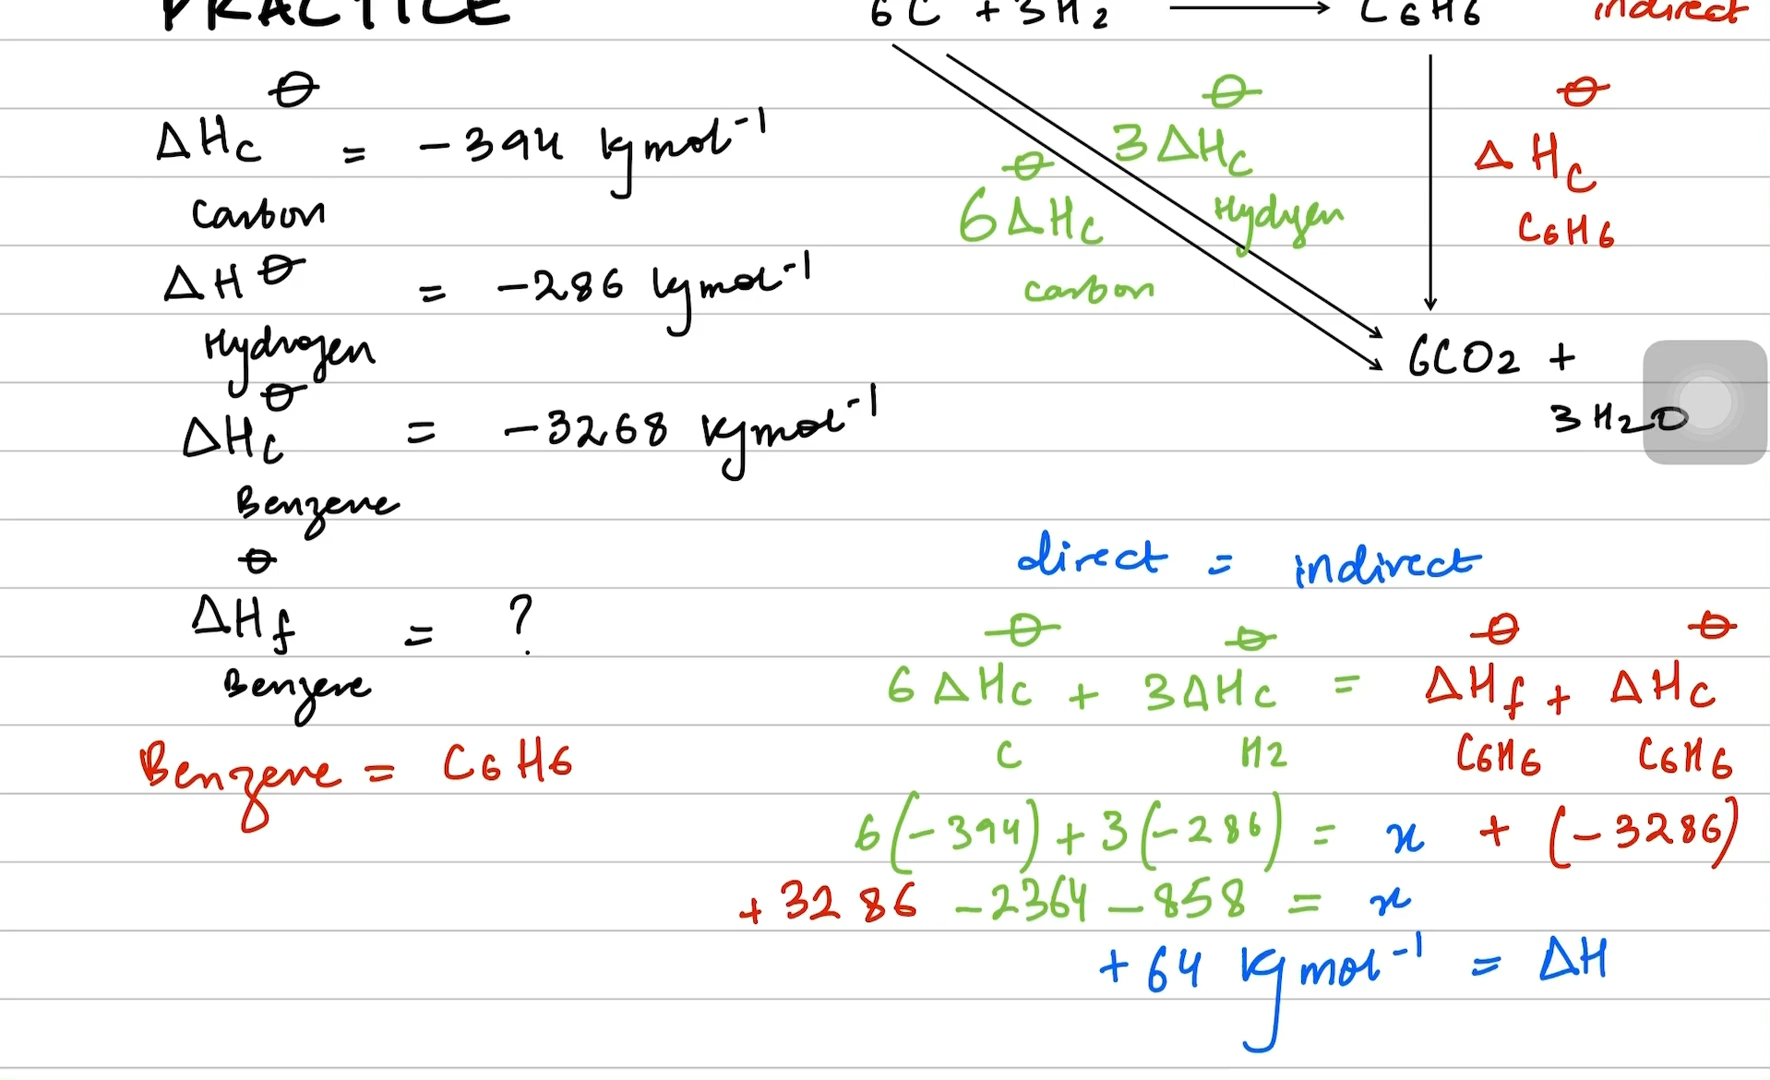 PRACTICE
6C + 3H2 ⟶ C6H6 indirect
ΔHc⊖ = -394 kJmol⁻¹
Carbon
ΔH⊖ = -286 kJmol⁻¹
Hydrogen
ΔHc⊖ = -3268 kJmol⁻¹
Benzene
ΔHf⊖ = ?
Benzene
Benzene = C6H6
6ΔHc⊖
carbon
3ΔHc⊖
Hydrogen
ΔHc⊖
C6H6
6CO2 +
3H2O
direct = indirect
6ΔHc⊖ + 3ΔHc⊖ = ΔHf⊖ + ΔHc⊖
C H2 C6H6 C6H6
6(-394) + 3(-286) = x + (-3286)
+3286 -2364 -858 = x
+64 kJmol⁻¹ = ΔH